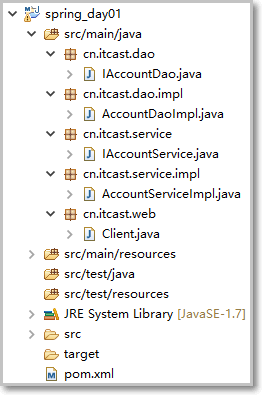 spring_day01
src/main/java
cn.itcast.dao
IAccountDao.java
cn.itcast.dao.impl
AccountDaoImpl.java
cn.itcast.service
IAccountService.java
cn.itcast.service.impl
AccountServiceImpl.java
cn.itcast.web
Client.java
src/main/resources
src/test/java
src/test/resources
JRE System Library [JavaSE-1.7]
src
target
pom.xml